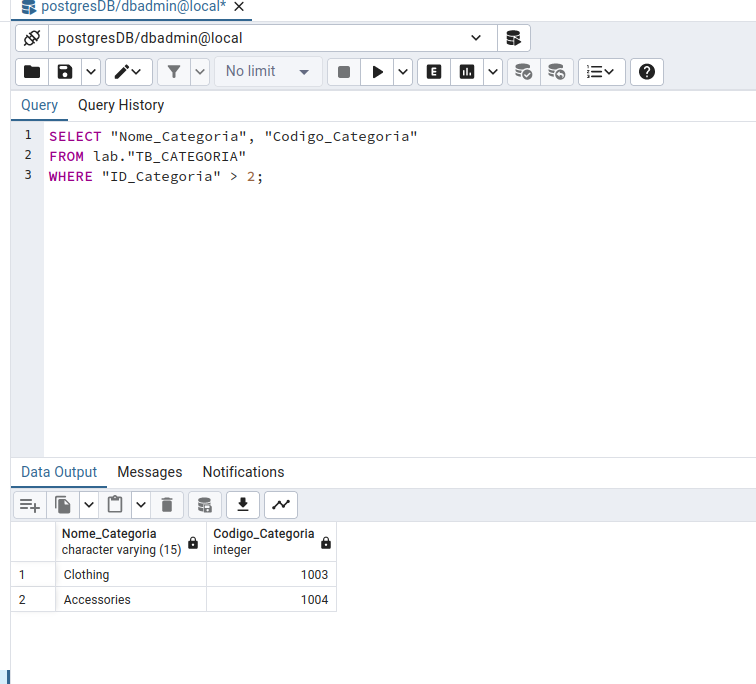 postgresDB/dbadmin@local*
postgresDB/dbadmin@local
No limit
E
Query Query History
1 SELECT "Nome_Categoria", "Codigo_Categoria"
2 FROM lab."TB_CATEGORIA"
3 WHERE "ID_Categoria" > 2;
Data Output Messages Notifications
Nome_Categoria Codigo_Categoria
character varying (15) integer
1 Clothing 1003
2 Accessories 1004